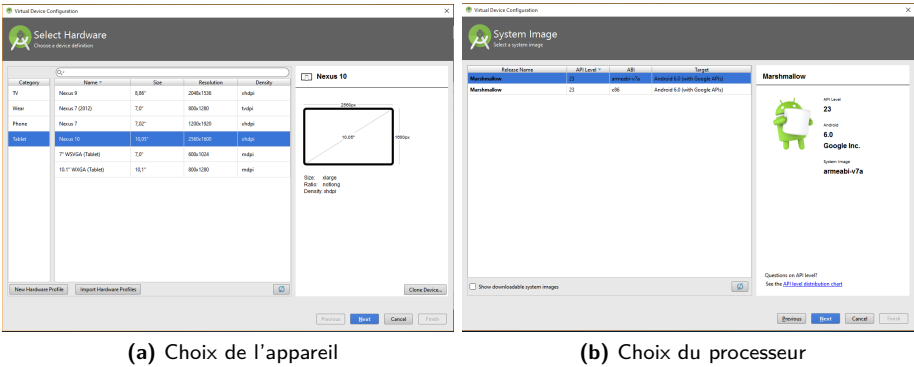 Virtual Device Configuration
Select Hardware
Choose a device definition
Category Name Size Resolution Density
TV Nexus 9 8,86" 2048x1536 xhdpi
Wear Nexus 7 (2012) 7,0" 800x1280 tvdpi
Phone Nexus 7 7,02" 1200x1920 xhdpi
Tablet Nexus 10 10,05" 2560x1600 xhdpi
7" WSVGA (Tablet) 7,0" 600x1024 mdpi
10.1" WXGA (Tablet) 10,1" 800x1280 mdpi
Nexus 10
2560px
10,05"
1600px
Size: xlarge
Ratio: notlong
Density: xhdpi
New Hardware Profile Import Hardware Profiles Clone Device...
Previous Next Cancel Finish
(a) Choix de l'appareil
Virtual Device Configuration
System Image
Select a system image
Release Name API Level ABI Target
Marshmallow 23 armeabi-v7a Android 6.0 (with Google APIs)
Marshmallow 23 x86 Android 6.0 (with Google APIs)
Marshmallow
API Level
23
Android
6.0
Google Inc.
System Image
armeabi-v7a
Questions on API level?
See the API level distribution chart
Show downloadable system images
Previous Next Cancel Finish
(b) Choix du processeur